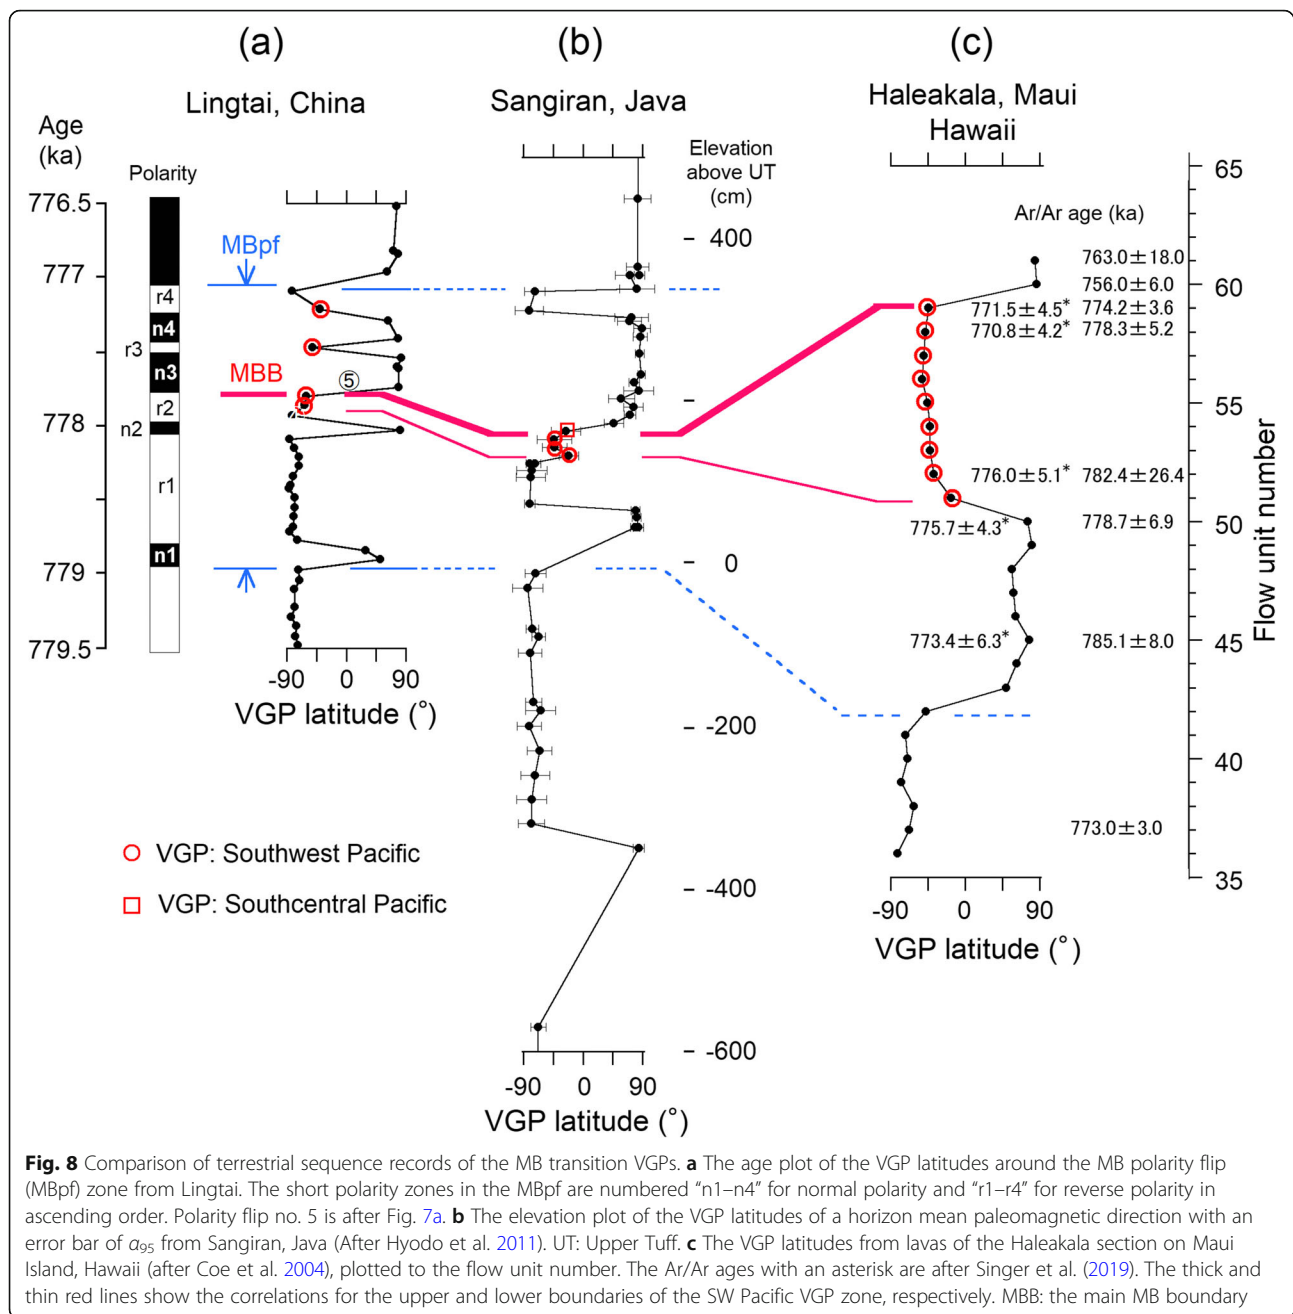 (a) (b) (c)
Lingtai, China
Sangiran, Java
Haleakala, Maui
Hawaii
Age
(ka)
Polarity
Elevation
above UT
(cm)
Ar/Ar age (ka)
776.5
777
778
779
779.5
MBpf
MBB
r4
n4
r3
n3
r2
n2
r1
n1
⑤
-90 0 90
VGP latitude (˚)
400
0
-200
-400
-600
-90 0 90
VGP latitude (˚)
763.0±18.0
756.0±6.0
771.5±4.5* 774.2±3.6
770.8±4.2* 778.3±5.2
776.0±5.1* 782.4±26.4
775.7±4.3* 778.7±6.9
773.4±6.3* 785.1±8.0
773.0±3.0
-90 0 90
VGP latitude (˚)
65
60
55
50
45
40
35
Flow unit number
VGP: Southwest Pacific
VGP: Southcentral Pacific
Fig. 8 Comparison of terrestrial sequence records of the MB transition VGPs. a The age plot of the VGP latitudes around the MB polarity flip
(MBpf) zone from Lingtai. The short polarity zones in the MBpf are numbered “n1–n4” for normal polarity and “r1–r4” for reverse polarity in
ascending order. Polarity flip no. 5 is after Fig. 7a. b The elevation plot of the VGP latitudes of a horizon mean paleomagnetic direction with an
error bar of α95 from Sangiran, Java (After Hyodo et al. 2011). UT: Upper Tuff. c The VGP latitudes from lavas of the Haleakala section on Maui
Island, Hawaii (after Coe et al. 2004), plotted to the flow unit number. The Ar/Ar ages with an asterisk are after Singer et al. (2019). The thick and
thin red lines show the correlations for the upper and lower boundaries of the SW Pacific VGP zone, respectively. MBB: the main MB boundary